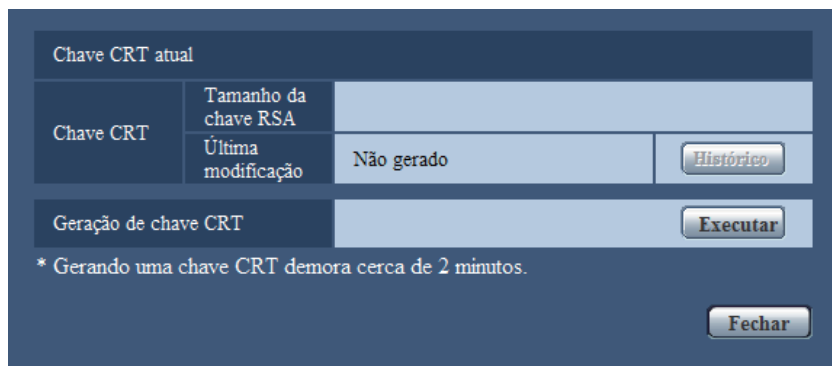 Chave CRT atual
Chave CRT
Tamanho da
chave RSA
Última
modificação
Não gerado
Histórico
Geração de chave CRT
Executar
* Gerando uma chave CRT demora cerca de 2 minutos.
Fechar